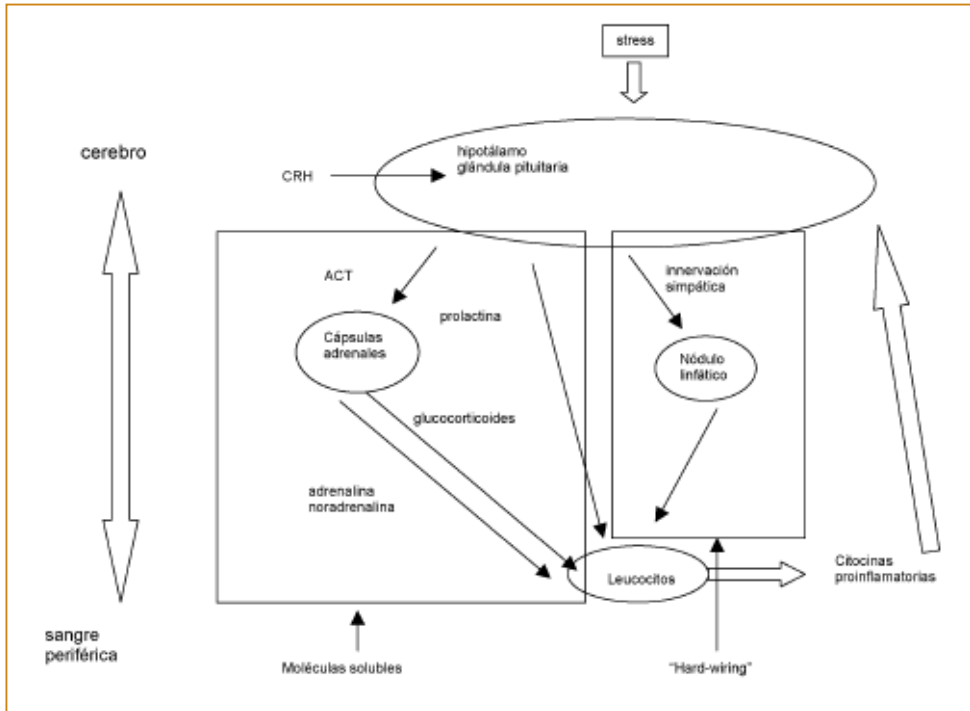 stress
cerebro
hipotálamo
glándula pituitaria
CRH
ACT
innervación
simpática
prolactina
Cápsulas
adrenales
Nódulo
linfático
glucocorticoides
adrenalina
noradrenalina
Leucocitos
Citocinas
proinflamatorias
sangre
periférica
Moléculas solubles
"Hard-wiring"